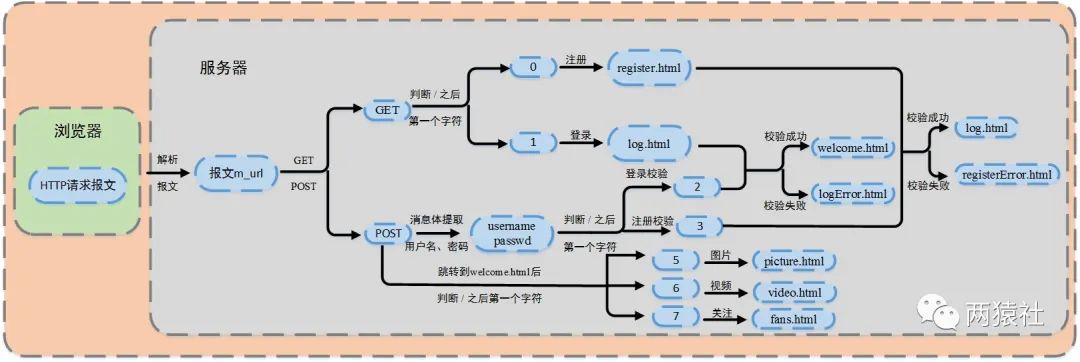 服务器
浏览器
HTTP请求报文
解析
报文
报文m_url
GET
POST
GET
判断 / 之后
第一个字符
0
注册
register.html
1
登录
log.html
POST
消息体提取
用户名、密码
username
passwd
判断 / 之后
第一个字符
登录校验
2
注册校验
3
校验成功
welcome.html
logError.html
校验失败
校验成功
log.html
registerError.html
校验失败
跳转到welcome.html后
判断 / 之后第一个字符
5
图片
picture.html
6
视频
video.html
7
关注
fans.html
两猿社